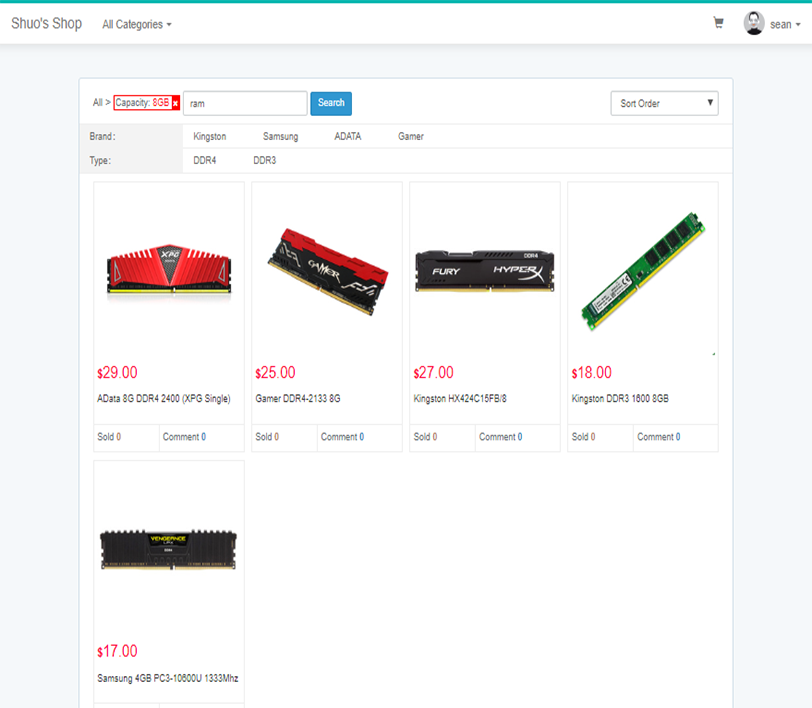 Shuo's Shop All Categories sean
All > Capacity: 8GB x ram Search Sort Order
Brand: Kingston Samsung ADATA Gamer
Type: DDR4 DDR3
XPG
GAMER
DDR4
FURY HYPERX
$29.00 $25.00 $27.00 $18.00
AData 8G DDR4 2400 (XPG Single) Gamer DDR4-2133 8G Kingston HX424C15FB/8 Kingston DDR3 1600 8GB
Sold 0 Comment 0 Sold 0 Comment 0 Sold 0 Comment 0 Sold 0 Comment 0
VENGEANCE
LPX
DDR4
$17.00
Samsung 4GB PC3-10600U 1333Mhz